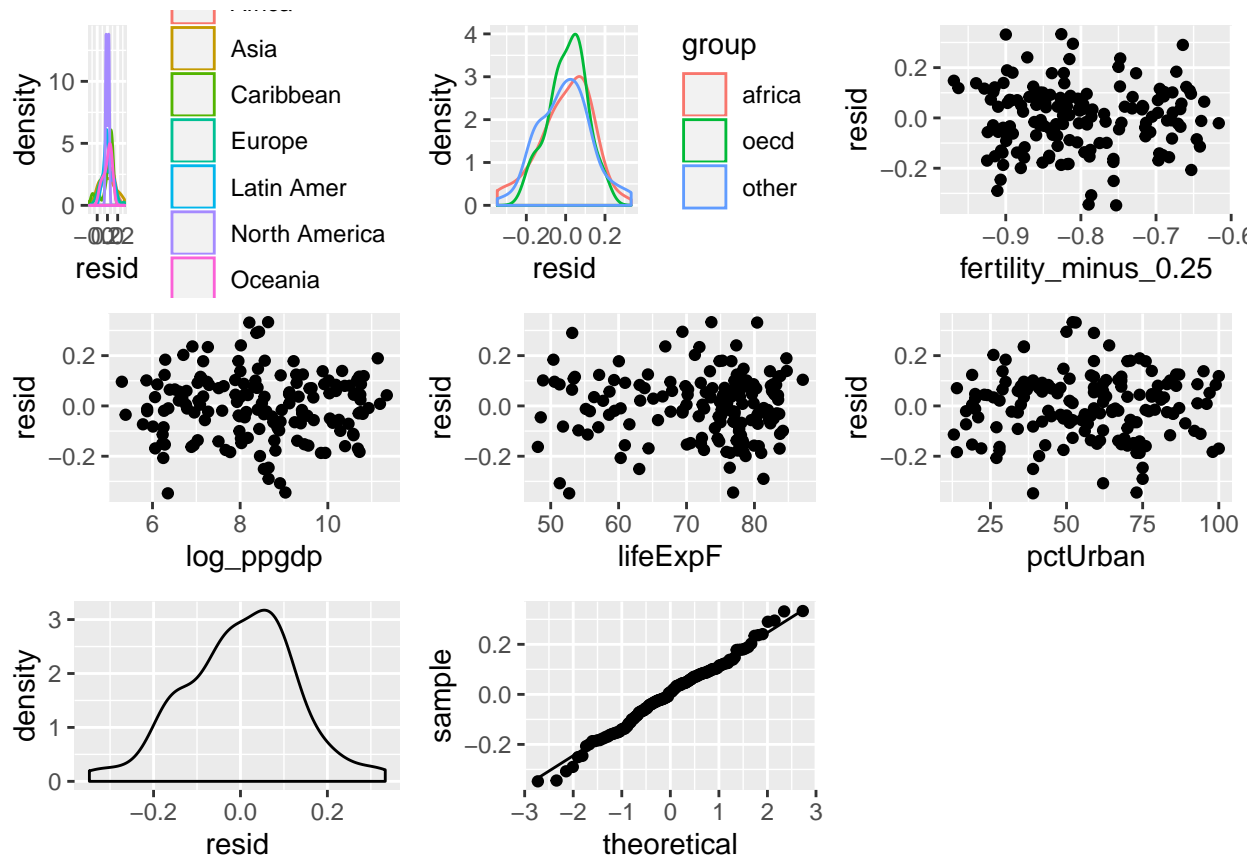 density
10
5
0
resid
Asia
Caribbean
Europe
Latin Amer
North America
Oceania
density
4
3
2
1
0
−0.2
0.0
0.2
resid
group
africa
oecd
other
resid
0.2
0.0
−0.2
−0.9
−0.8
−0.7
fertility_minus_0.25
resid
0.2
0.0
−0.2
6
8
10
log_ppgdp
resid
0.2
0.0
−0.2
50
60
70
80
lifeExpF
resid
0.2
0.0
−0.2
25
50
75
100
pctUrban
density
3
2
1
0
−0.2
0.0
0.2
resid
sample
0.2
0.0
−0.2
−3
−2
−1
0
1
2
3
theoretical